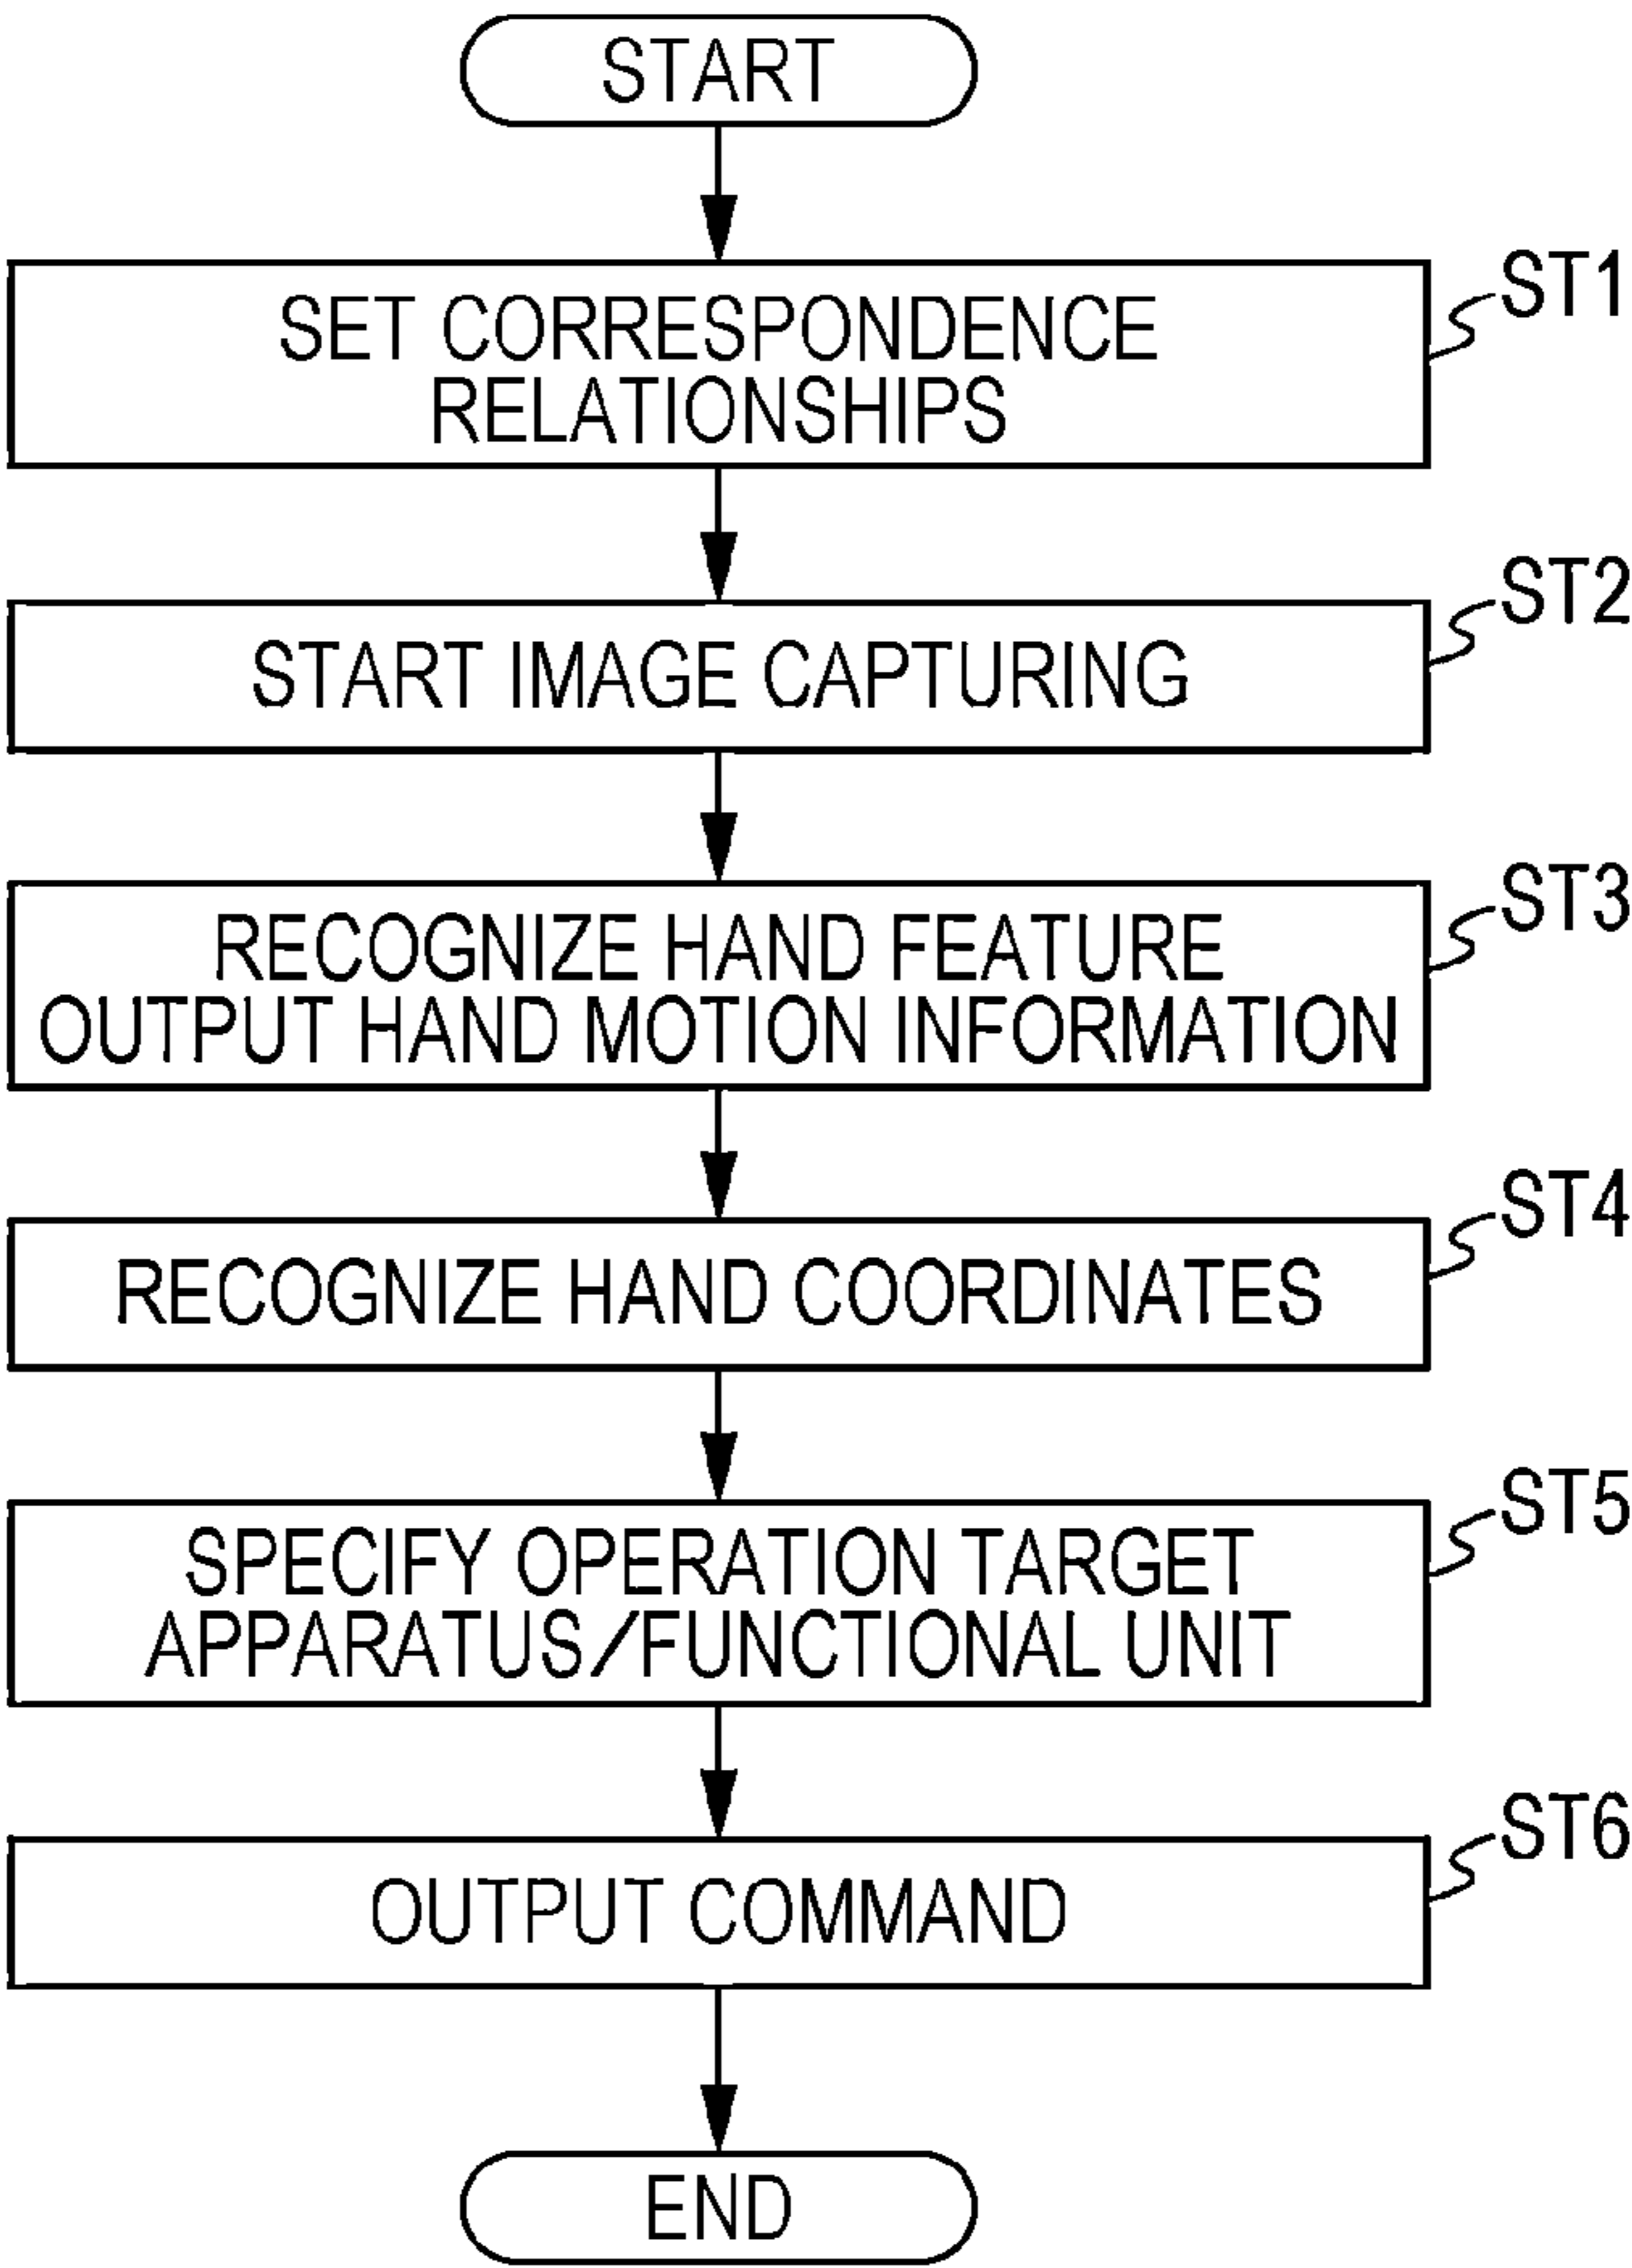 START
SET CORRESPONDENCE
RELATIONSHIPS
ST1
START IMAGE CAPTURING
ST2
RECOGNIZE HAND FEATURE
OUTPUT HAND MOTION INFORMATION
ST3
RECOGNIZE HAND COORDINATES
ST4
SPECIFY OPERATION TARGET
APPARATUS/FUNCTIONAL UNIT
ST5
OUTPUT COMMAND
ST6
END